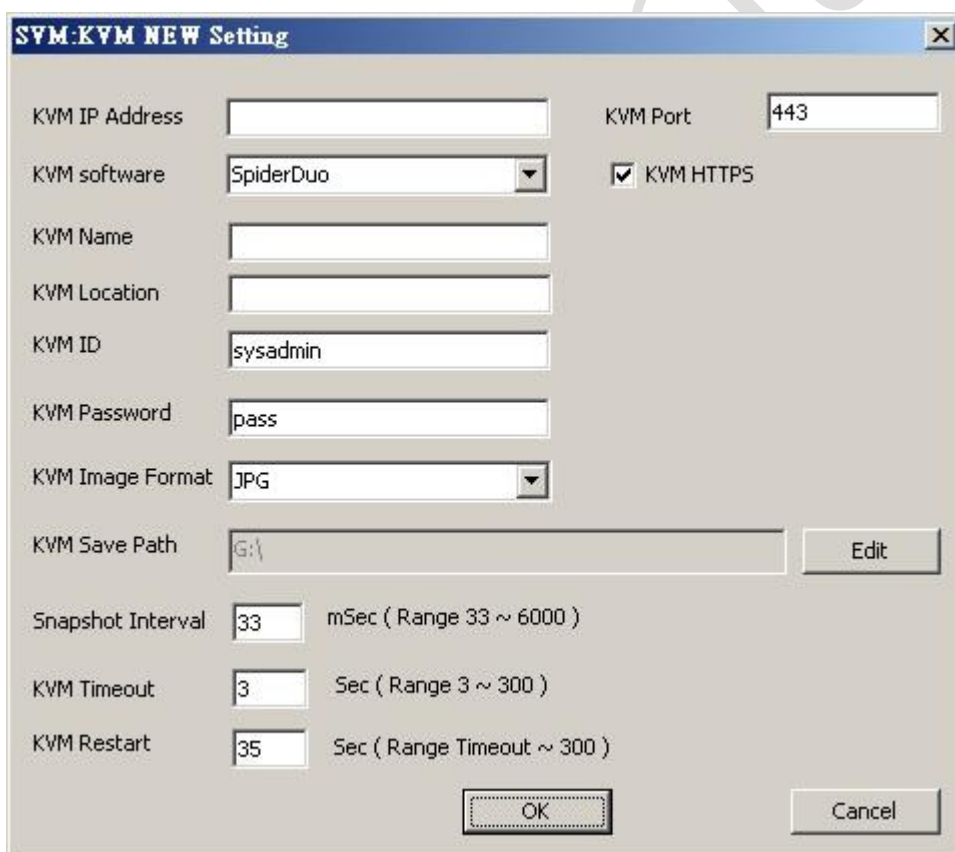 SVM:KVM NEW Setting
KVM IP Address
KVM Port 443
KVM software SpiderDuo
KVM HTTPS
KVM Name
KVM Location
KVM ID sysadmin
KVM Password pass
KVM Image Format JPG
KVM Save Path G:\ Edit
Snapshot Interval 33 mSec ( Range 33 ~ 6000 )
KVM Timeout 3 Sec ( Range 3 ~ 300 )
KVM Restart 35 Sec ( Range Timeout ~ 300 )
OK Cancel